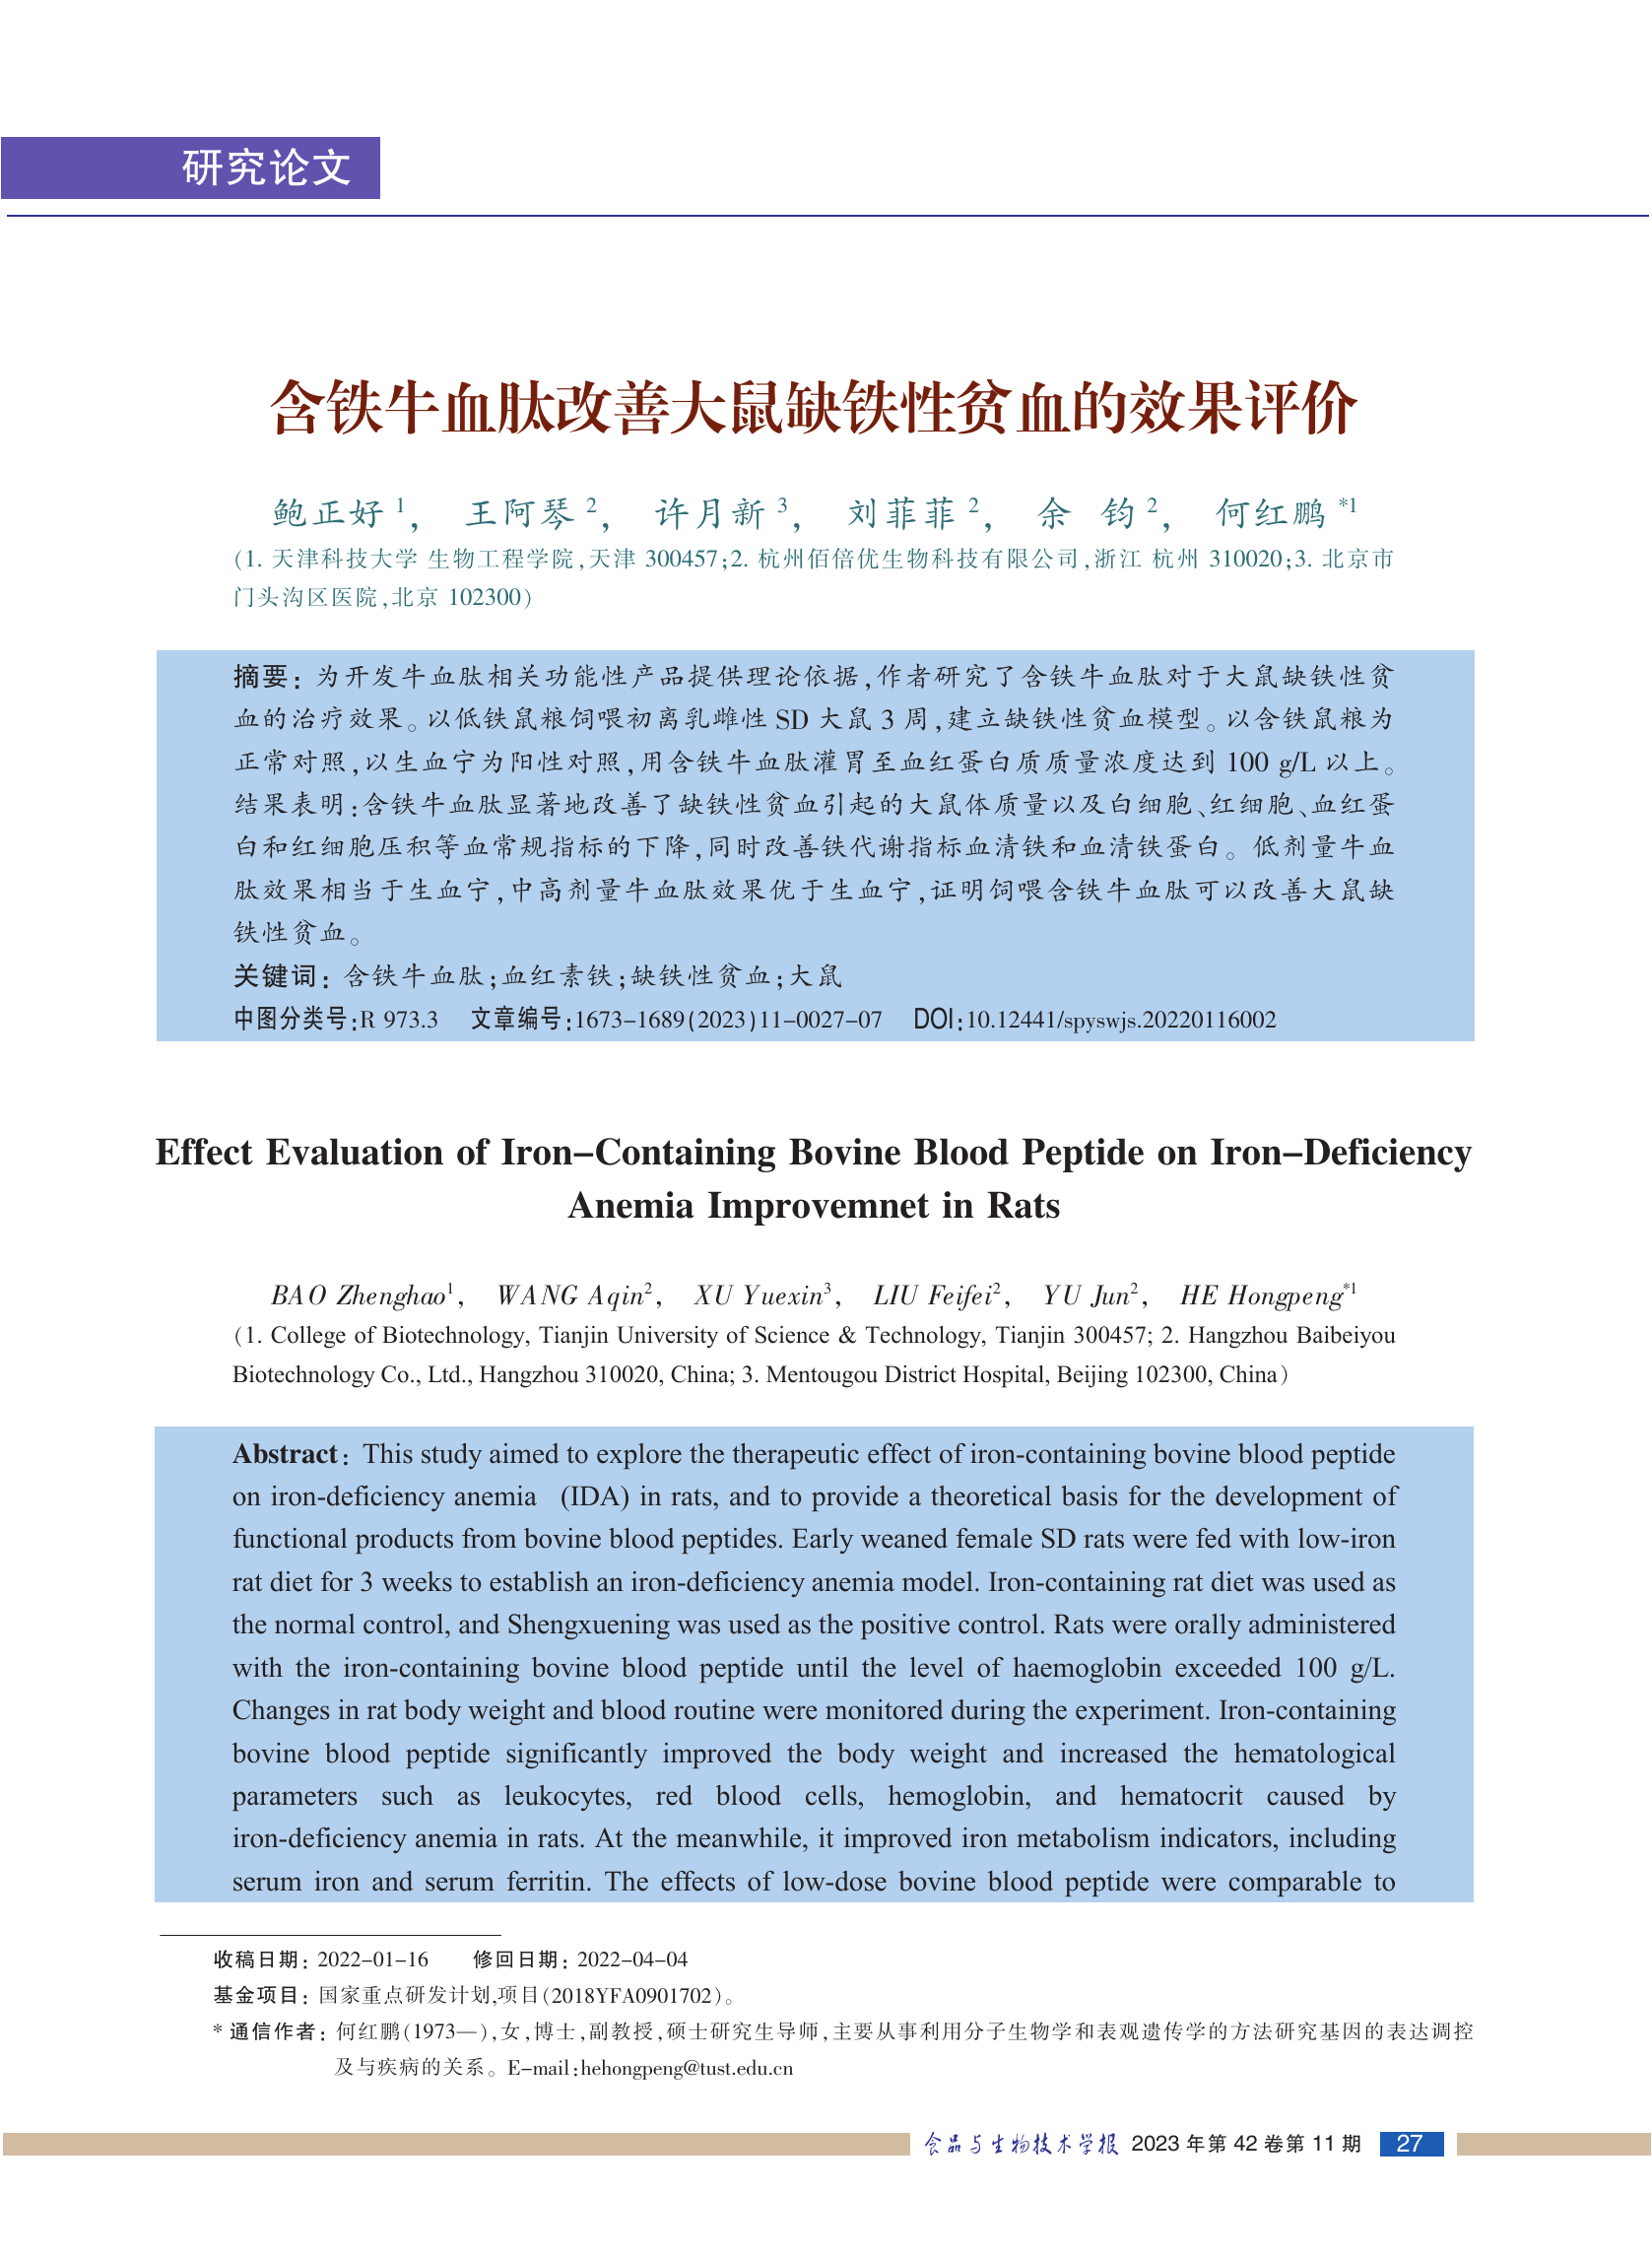 研究论文
含铁牛血肽改善大鼠缺铁性贫血的效果评价
鲍正好 1， 王阿琴 2， 许月新 3， 刘菲菲 2， 余 钧 2， 何红鹏 *1
(1. 天津科技大学 生物工程学院,天津 300457;2. 杭州佰倍优生物科技有限公司,浙江 杭州 310020;3. 北京市
门头沟区医院,北京 102300)
摘要: 为开发牛血肽相关功能性产品提供理论依据,作者研究了含铁牛血肽对于大鼠缺铁性贫
血的治疗效果。以低铁鼠粮饲喂初离乳雌性 SD 大鼠 3 周,建立缺铁性贫血模型。以含铁鼠粮为
正常对照,以生血宁为阳性对照,用含铁牛血肽灌胃至血红蛋白质质量浓度达到 100 g/L 以上。
结果表明:含铁牛血肽显著地改善了缺铁性贫血引起的大鼠体质量以及白细胞、红细胞、血红蛋
白和红细胞压积等血常规指标的下降,同时改善铁代谢指标血清铁和血清铁蛋白。低剂量牛血
肽效果相当于生血宁,中高剂量牛血肽效果优于生血宁,证明饲喂含铁牛血肽可以改善大鼠缺
铁性贫血。
关键词: 含铁牛血肽;血红素铁;缺铁性贫血;大鼠
中图分类号:R 973.3 文章编号:1673-1689(2023)11-0027-07 DOI:10.12441/spyswjs.20220116002
Effect Evaluation of Iron-Containing Bovine Blood Peptide on Iron-Deficiency
Anemia Improvemnet in Rats
BAO Zhenghao1, WANG Aqin2, XU Yuexin3, LIU Feifei2, YU Jun2, HE Hongpeng*1
(1. College of Biotechnology, Tianjin University of Science & Technology, Tianjin 300457; 2. Hangzhou Baibeiyou
Biotechnology Co., Ltd., Hangzhou 310020, China; 3. Mentougou District Hospital, Beijing 102300, China)
Abstract: This study aimed to explore the therapeutic effect of iron-containing bovine blood peptide
on iron-deficiency anemia (IDA) in rats, and to provide a theoretical basis for the development of
functional products from bovine blood peptides. Early weaned female SD rats were fed with low-iron
rat diet for 3 weeks to establish an iron-deficiency anemia model. Iron-containing rat diet was used as
the normal control, and Shengxuening was used as the positive control. Rats were orally administered
with the iron-containing bovine blood peptide until the level of haemoglobin exceeded 100 g/L.
Changes in rat body weight and blood routine were monitored during the experiment. Iron-containing
bovine blood peptide significantly improved the body weight and increased the hematological
parameters such as leukocytes, red blood cells, hemoglobin, and hematocrit caused by
iron-deficiency anemia in rats. At the meanwhile, it improved iron metabolism indicators, including
serum iron and serum ferritin. The effects of low-dose bovine blood peptide were comparable to
收稿日期: 2022-01-16 修回日期: 2022-04-04
基金项目: 国家重点研发计划,项目(2018YFA0901702)。
* 通信作者: 何红鹏(1973—),女,博士,副教授,硕士研究生导师,主要从事利用分子生物学和表观遗传学的方法研究基因的表达调控
及与疾病的关系。E-mail:hehongpeng@tust.edu.cn
食品与生物技术学报 2023 年第 42 卷第 11 期 27